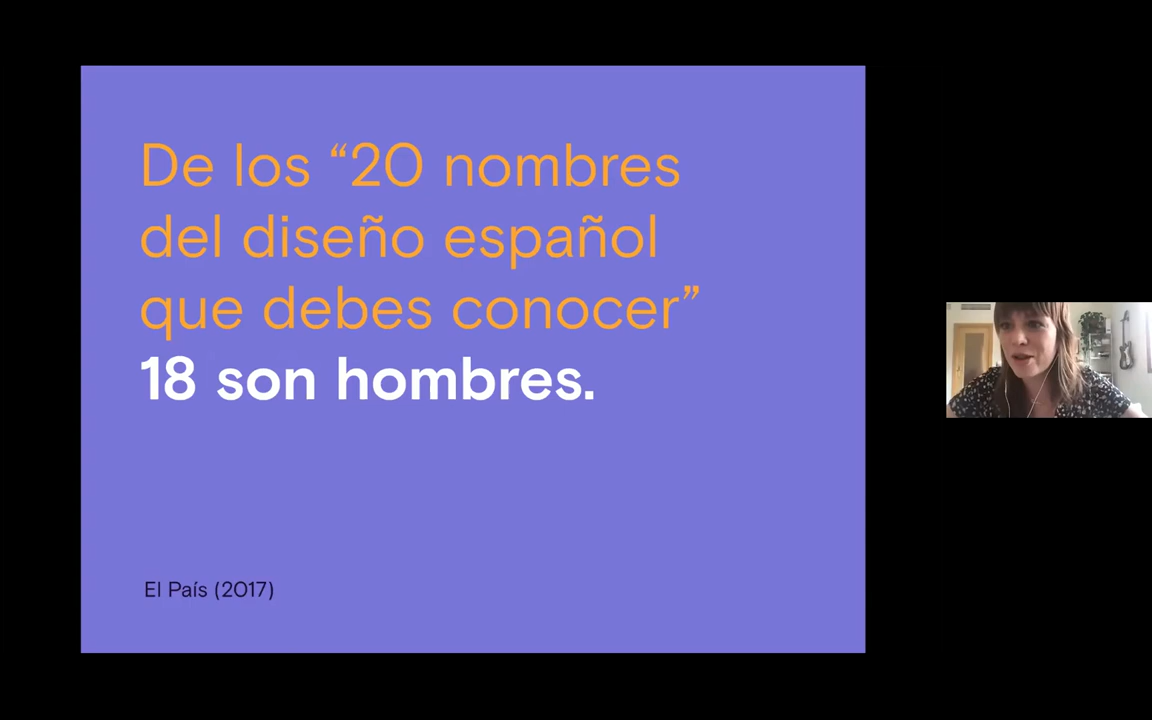 De los “20 nombres
del diseño español
que debes conocer”
18 son hombres.
El País (2017)